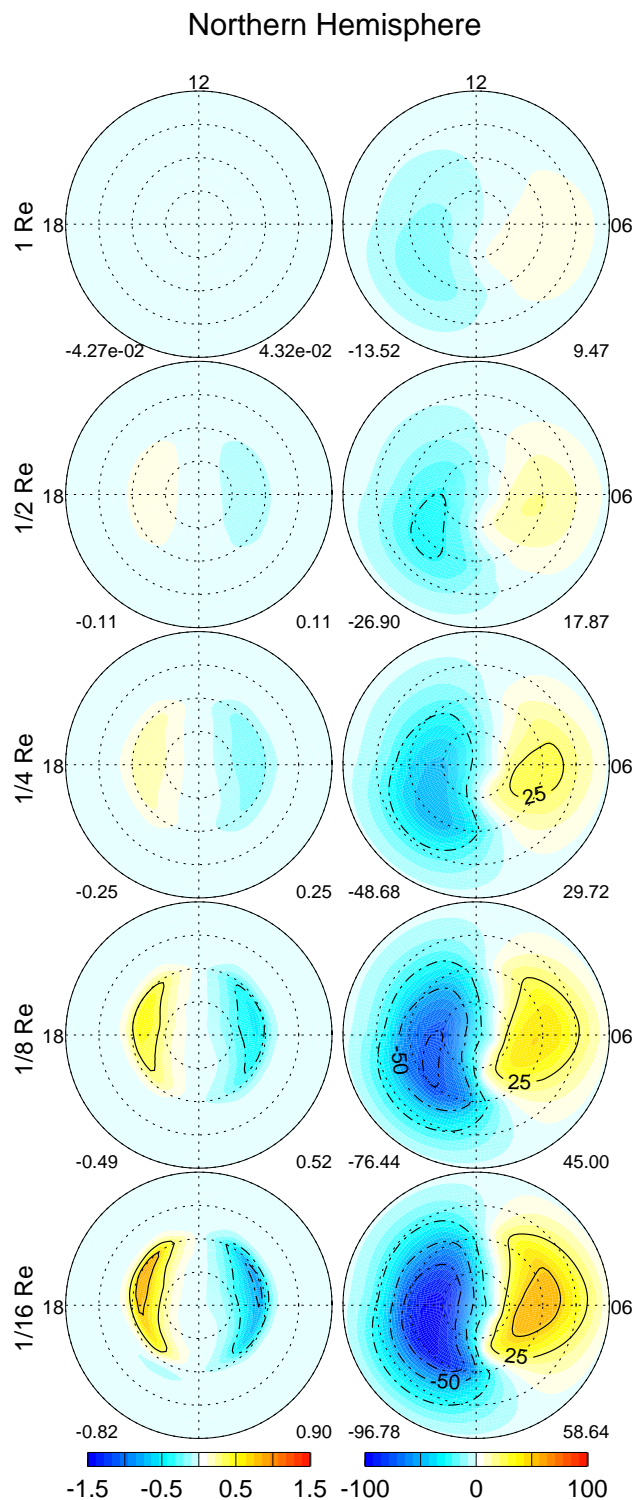 Northern Hemisphere
12 12
1 Re
18 06
-4.27e-02 4.32e-02 -13.52 9.47
1/2 Re
18 06
-0.11 0.11 -26.90 17.87
1/4 Re
18 06
25
-0.25 0.25 -48.68 29.72
1/8 Re
18 06
-50 25
-0.49 0.52 -76.44 45.00
1/16 Re
18 06
-50 25
-0.82 0.90 -96.78 58.64
-1.5 -0.5 0.5 1.5 -100 0 100